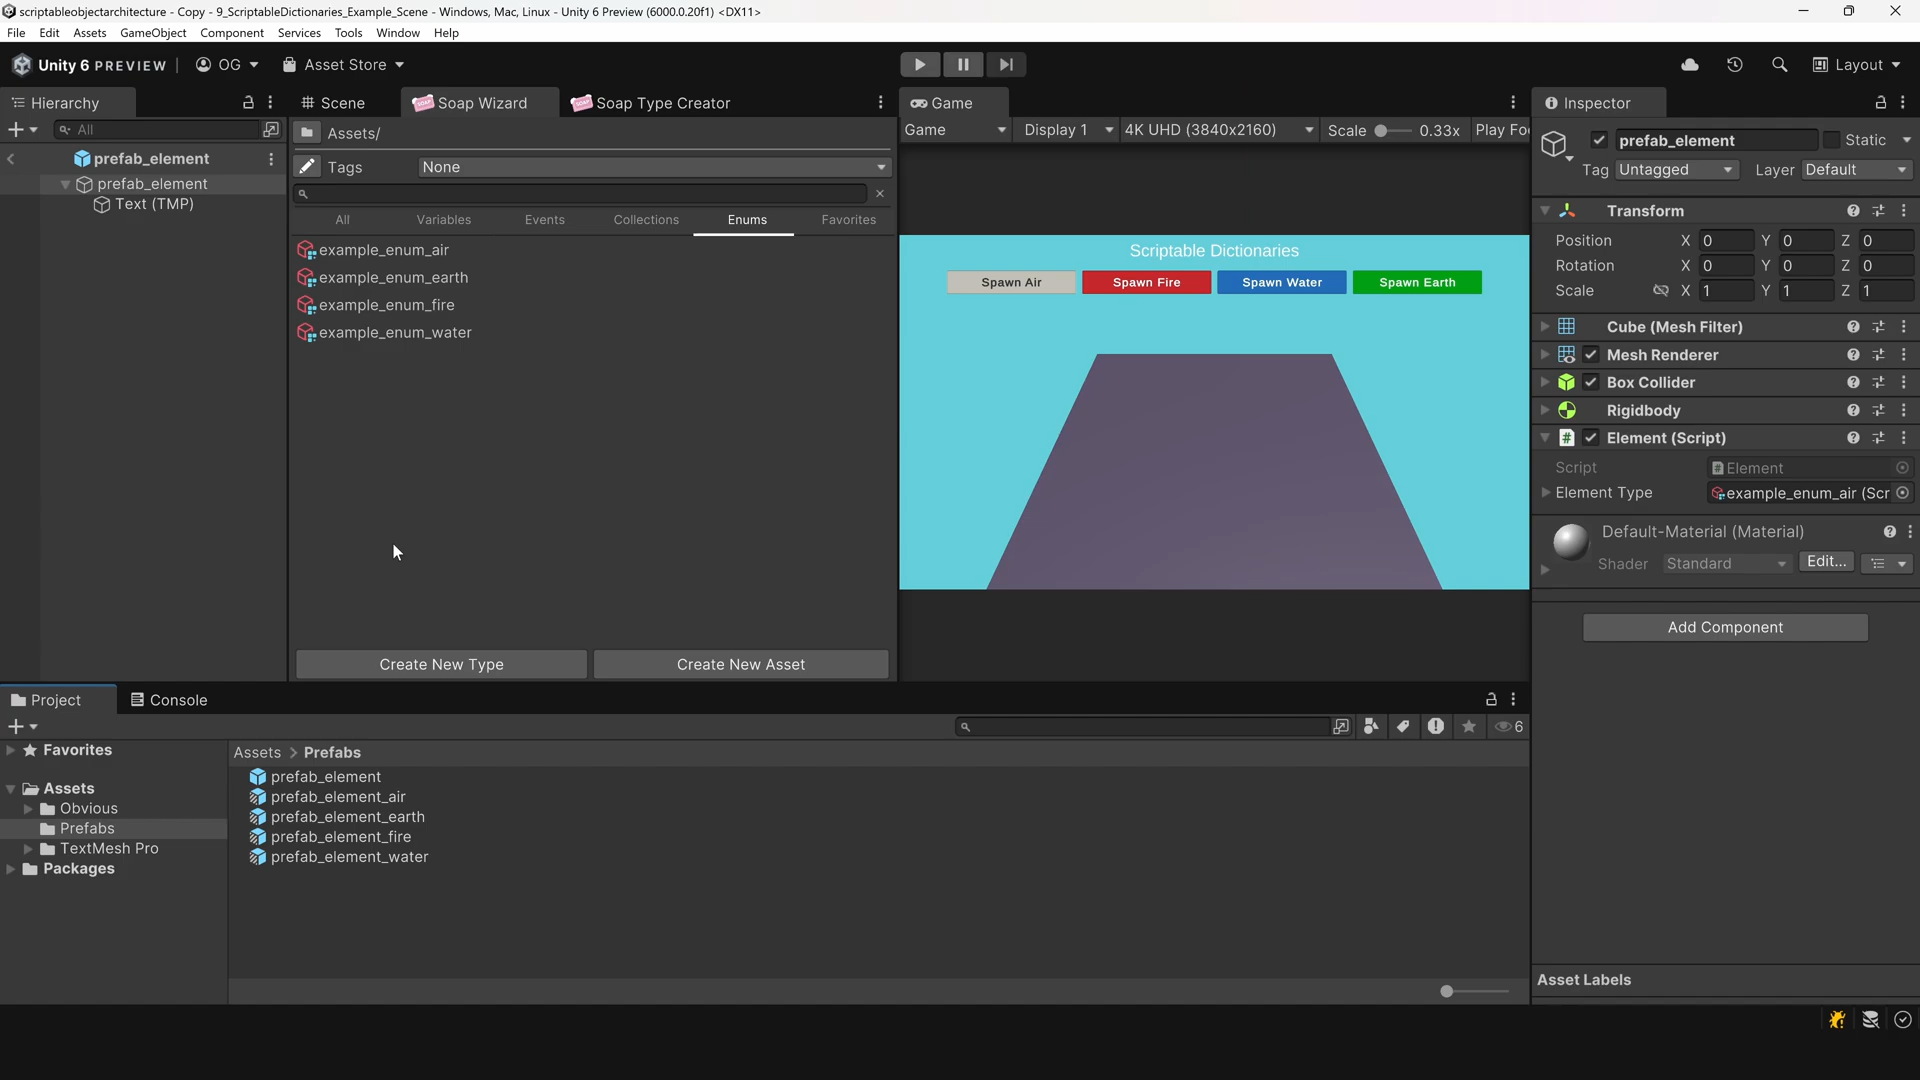 scriptableobjectarchitecture - Copy - 9_ScriptableDictionaries_Example_Scene - Windows, Mac, Linux - Unity 6 Preview (6000.0.20f1) <DX11>
File Edit Assets GameObject Component Services Tools Window Help
Unity 6 PREVIEW OG Asset Store Layout
Hierarchy Scene Soap Wizard Soap Type Creator Game Inspector
All Assets/ Game Display 1 4K UHD (3840x2160) Scale 0.33x Play Fo
prefab_element
prefab_element
Text (TMP)
Tags None
All Variables Events Collections Enums Favorites
example_enum_air
example_enum_earth
example_enum_fire
example_enum_water
Create New Type Create New Asset
Scriptable Dictionaries
Spawn Air Spawn Fire Spawn Water Spawn Earth
prefab_element Static
Tag Untagged Layer Default
Transform
Position X 0 Y 0 Z 0
Rotation X 0 Y 0 Z 0
Scale X 1 Y 1 Z 1
Cube (Mesh Filter)
Mesh Renderer
Box Collider
Rigidbody
Element (Script)
Script Element
Element Type example_enum_air (Scr
Default-Material (Material)
Shader Standard Edit...
Add Component
Asset Labels
Project Console
6
Favorites
Assets
Obvious
Prefabs
TextMesh Pro
Packages
Assets > Prefabs
prefab_element
prefab_element_air
prefab_element_earth
prefab_element_fire
prefab_element_water